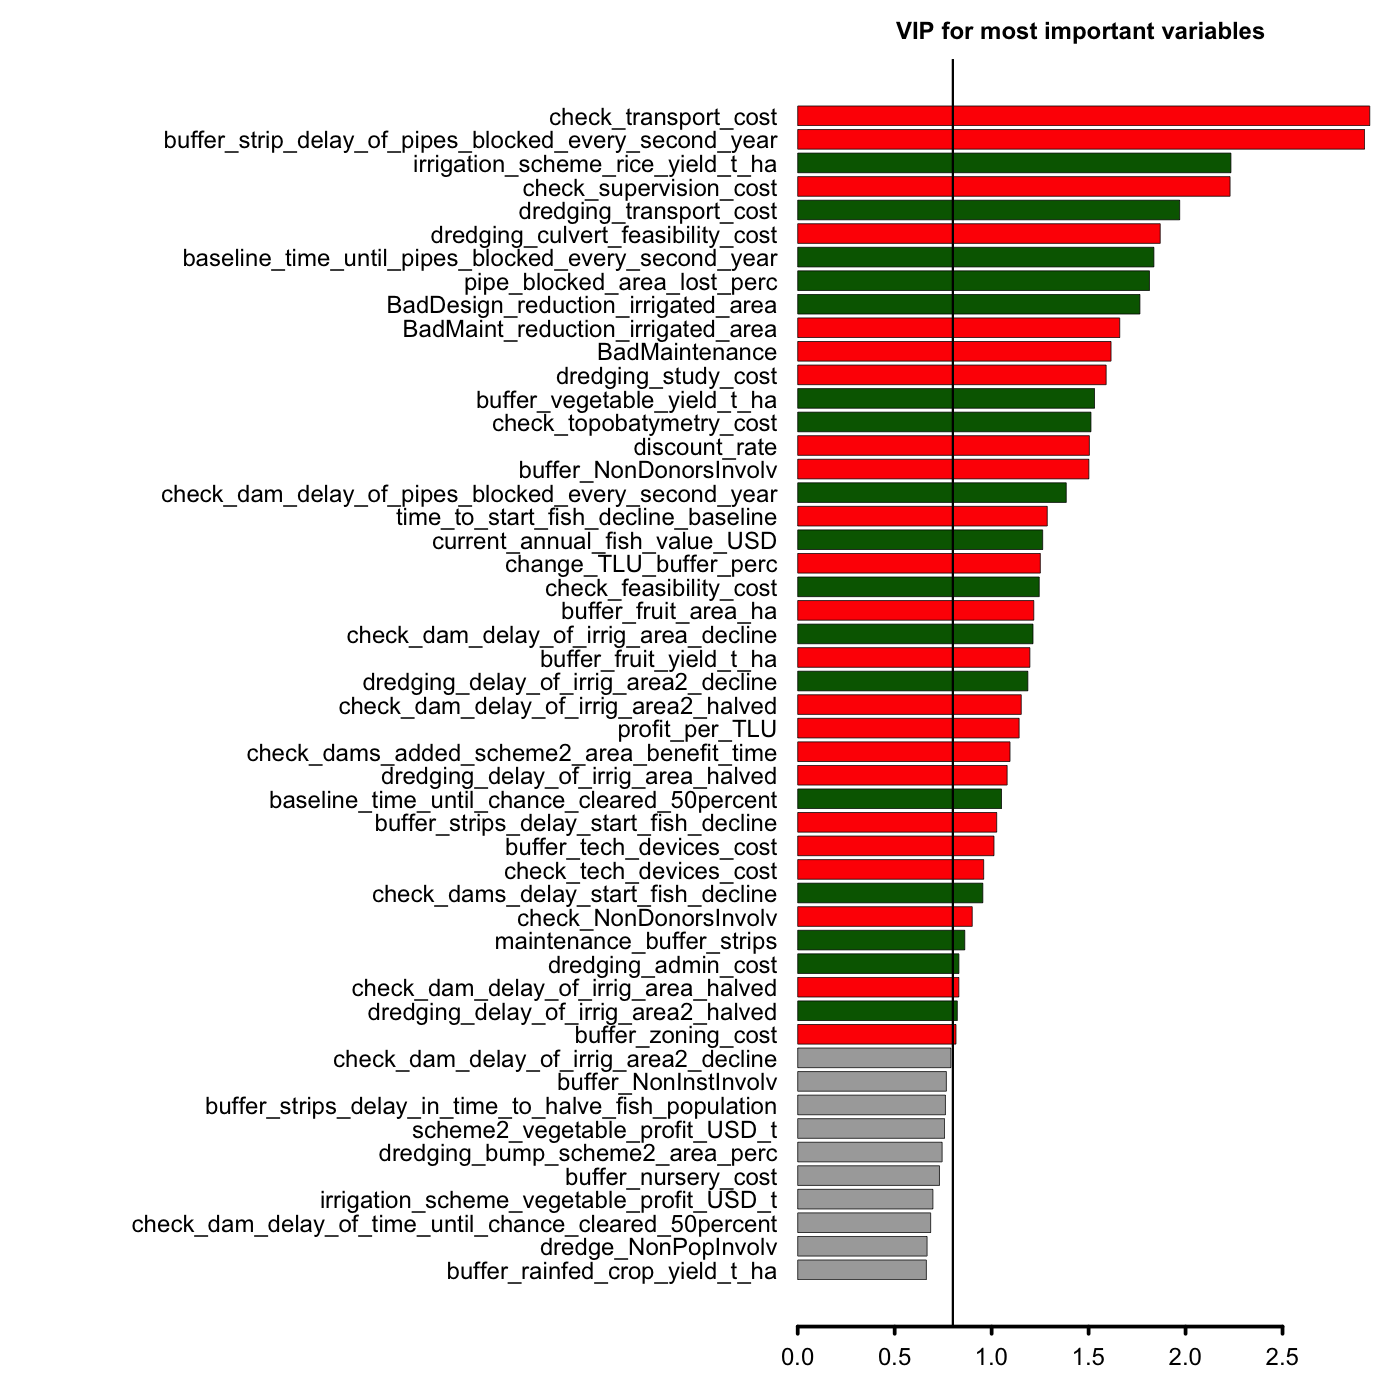 VIP for most important variables
check_transport_cost
buffer_strip_delay_of_pipes_blocked_every_second_year
irrigation_scheme_rice_yield_t_ha
check_supervision_cost
dredging_transport_cost
dredging_culvert_feasibility_cost
baseline_time_until_pipes_blocked_every_second_year
pipe_blocked_area_lost_perc
BadDesign_reduction_irrigated_area
BadMaint_reduction_irrigated_area
BadMaintenance
dredging_study_cost
buffer_vegetable_yield_t_ha
check_topobatymetry_cost
discount_rate
buffer_NonDonorsInvolv
check_dam_delay_of_pipes_blocked_every_second_year
time_to_start_fish_decline_baseline
current_annual_fish_value_USD
change_TLU_buffer_perc
check_feasibility_cost
buffer_fruit_area_ha
check_dam_delay_of_irrig_area_decline
buffer_fruit_yield_t_ha
dredging_delay_of_irrig_area2_decline
check_dam_delay_of_irrig_area2_halved
profit_per_TLU
check_dams_added_scheme2_area_benefit_time
dredging_delay_of_irrig_area_halved
baseline_time_until_chance_cleared_50percent
buffer_strips_delay_start_fish_decline
buffer_tech_devices_cost
check_tech_devices_cost
check_dams_delay_start_fish_decline
check_NonDonorsInvolv
maintenance_buffer_strips
dredging_admin_cost
check_dam_delay_of_irrig_area_halved
dredging_delay_of_irrig_area2_halved
buffer_zoning_cost
check_dam_delay_of_irrig_area2_decline
buffer_NonInstInvolv
buffer_strips_delay_in_time_to_halve_fish_population
scheme2_vegetable_profit_USD_t
dredging_bump_scheme2_area_perc
buffer_nursery_cost
irrigation_scheme_vegetable_profit_USD_t
check_dam_delay_of_time_until_chance_cleared_50percent
dredge_NonPopInvolv
buffer_rainfed_crop_yield_t_ha
0.0 0.5 1.0 1.5 2.0 2.5